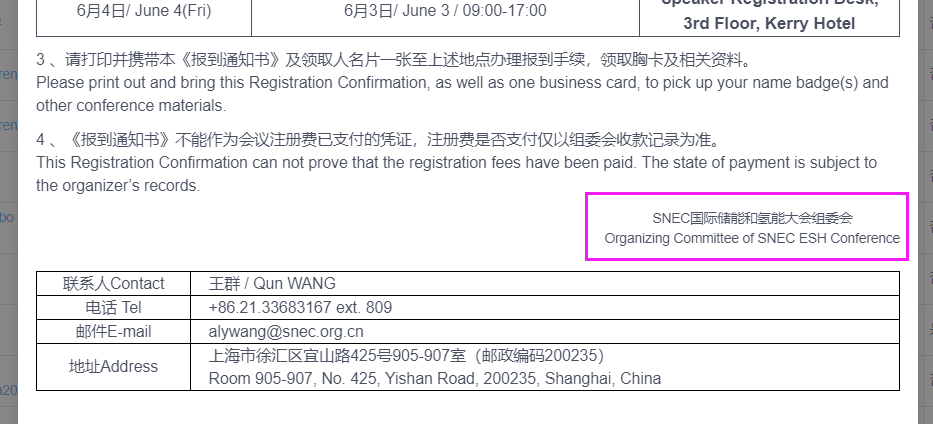 6月4日/ June 4(Fri)
6月3日/ June 3 / 09:00-17:00
Speaker Registration Desk,
3rd Floor, Kerry Hotel
3 、请打印并携带本《报到通知书》及领取人名片一张至上述地点办理报到手续，领取胸卡及相关资料。
Please print out and bring this Registration Confirmation, as well as one business card, to pick up your name badge(s) and
other conference materials.
4 、《报到通知书》不能作为会议注册费已支付的凭证，注册费是否支付仅以组委会收款记录为准。
This Registration Confirmation can not prove that the registration fees have been paid. The state of payment is subject to
the organizer’s records.
SNEC国际储能和氢能大会组委会
Organizing Committee of SNEC ESH Conference
联系人Contact
王群 / Qun WANG
电话 Tel
+86.21.33683167 ext. 809
邮件E-mail
alywang@snec.org.cn
地址Address
上海市徐汇区宜山路425号905-907室（邮政编码200235）
Room 905-907, No. 425, Yishan Road, 200235, Shanghai, China